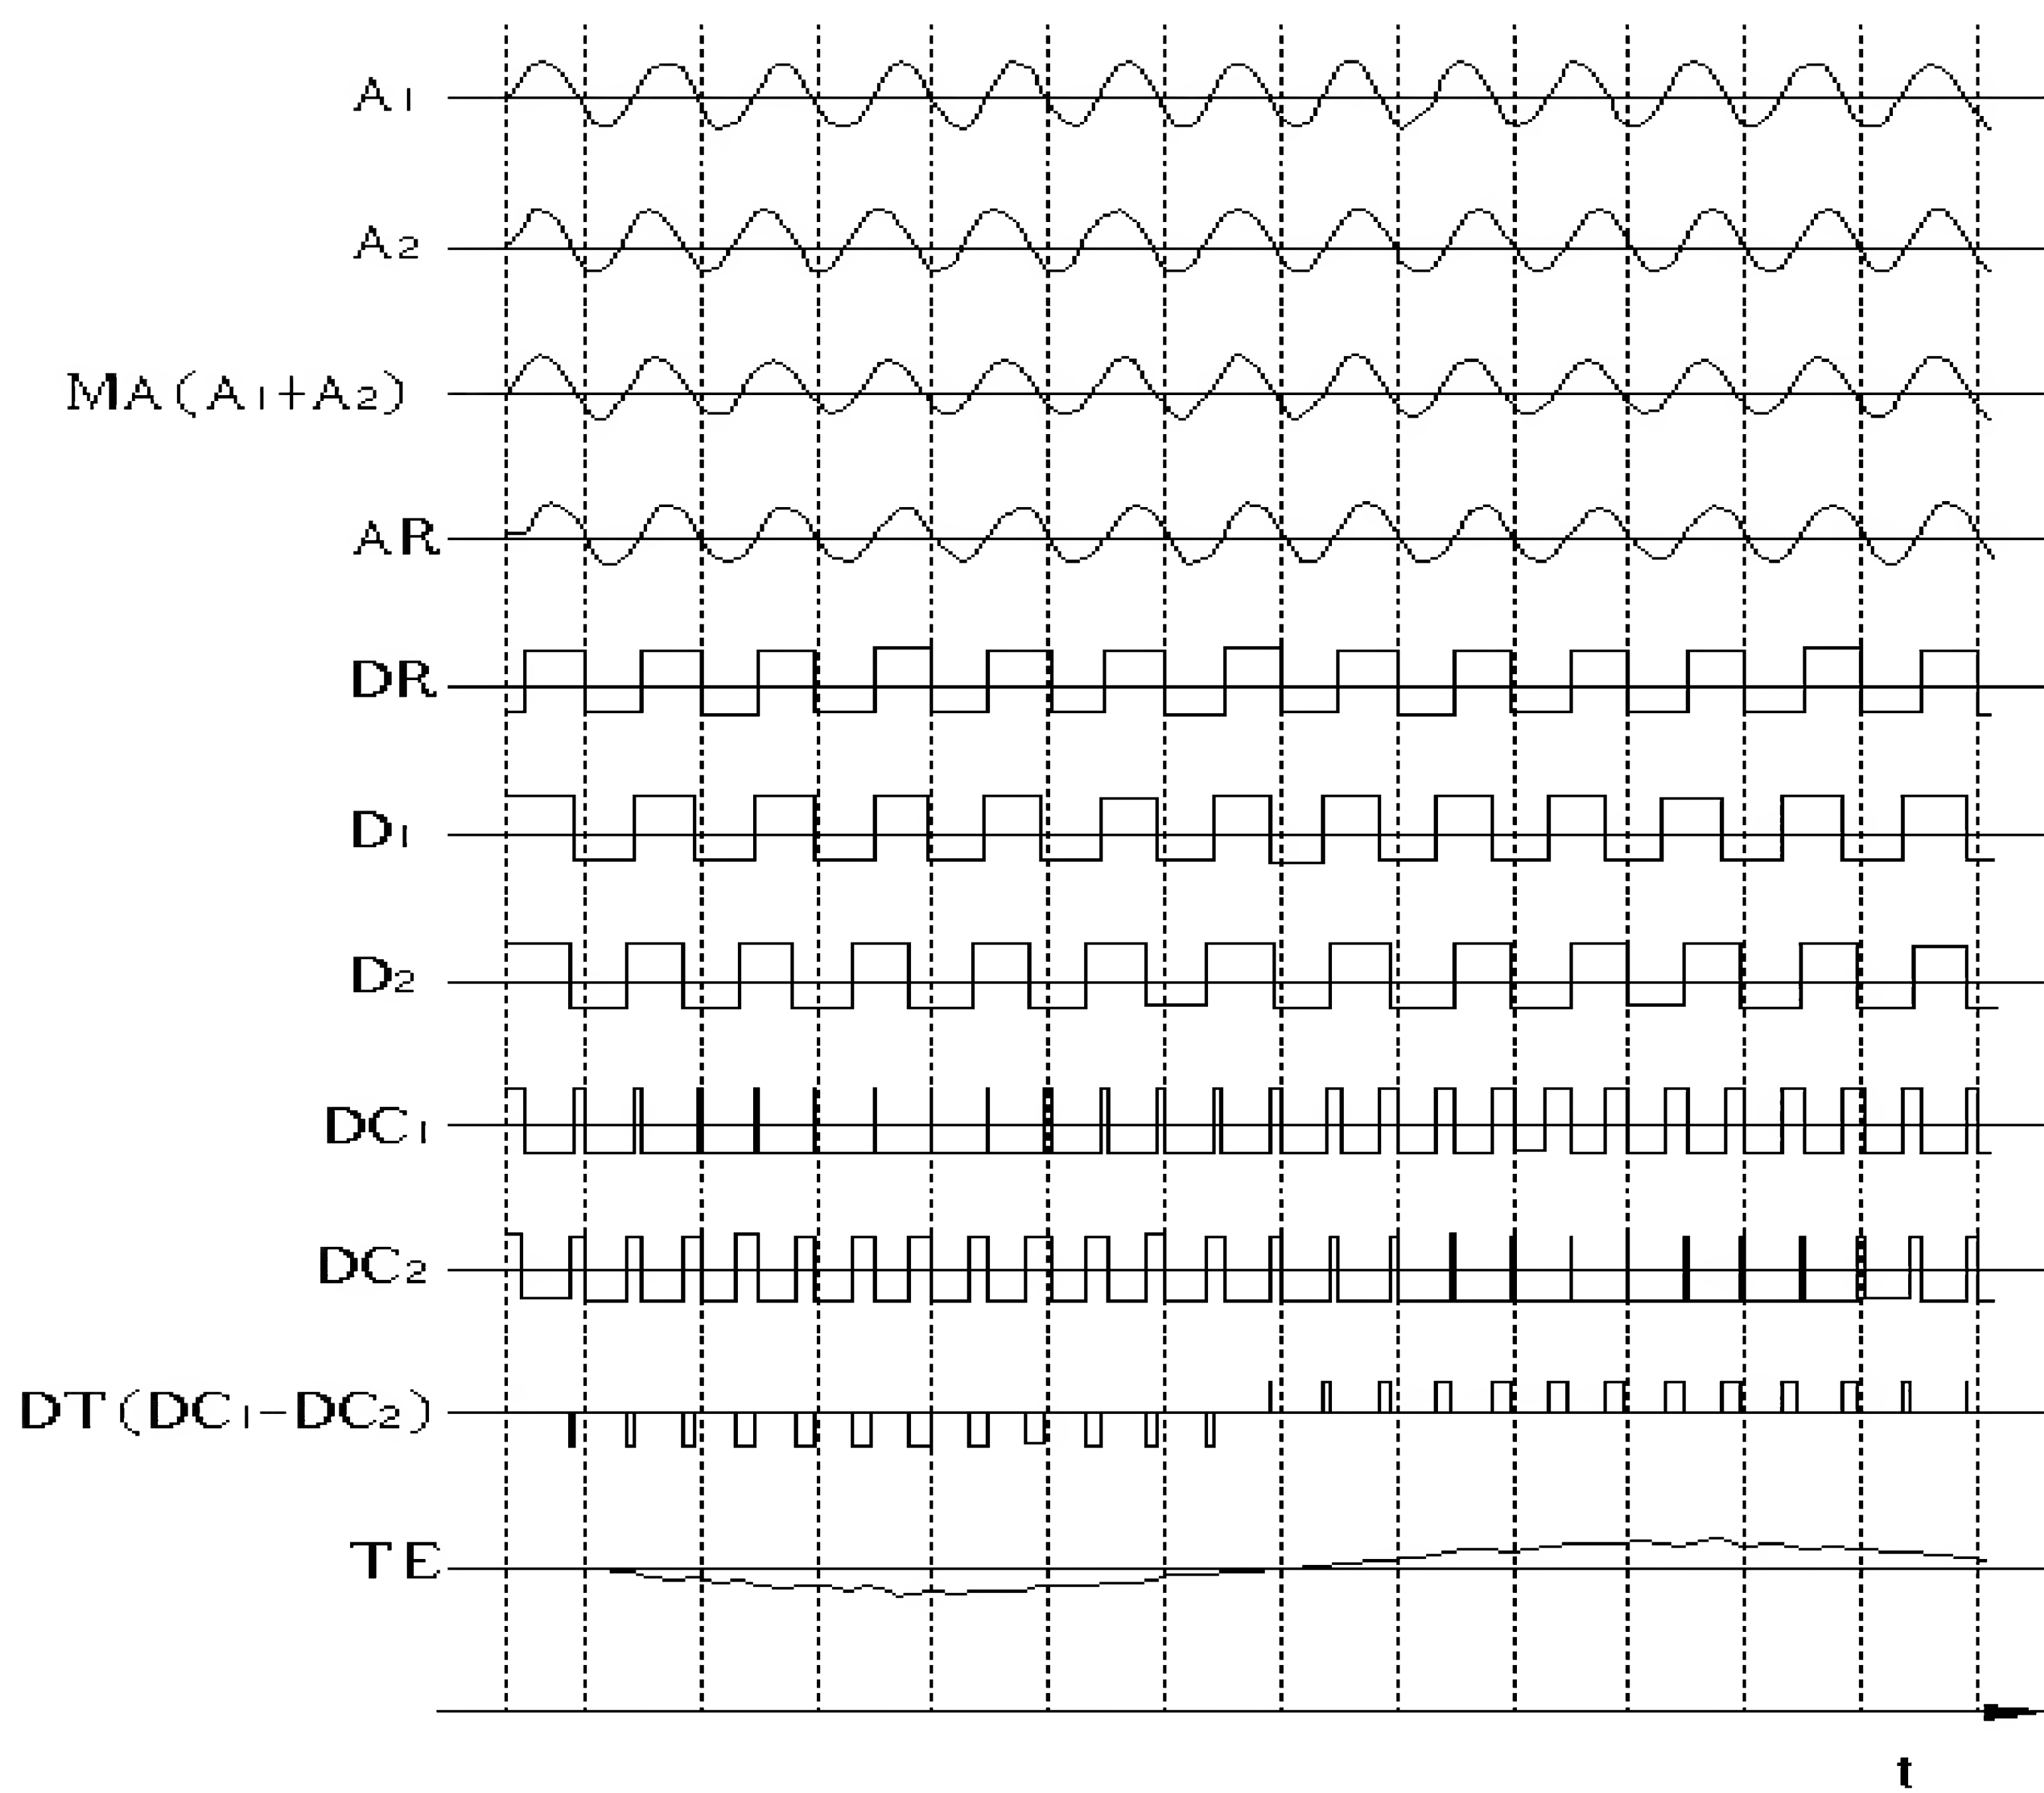 A1
A2
MA(A1+A2)
AR
DR
D1
D2
DC1
DC2
DT(DC1-DC2)
TE
t